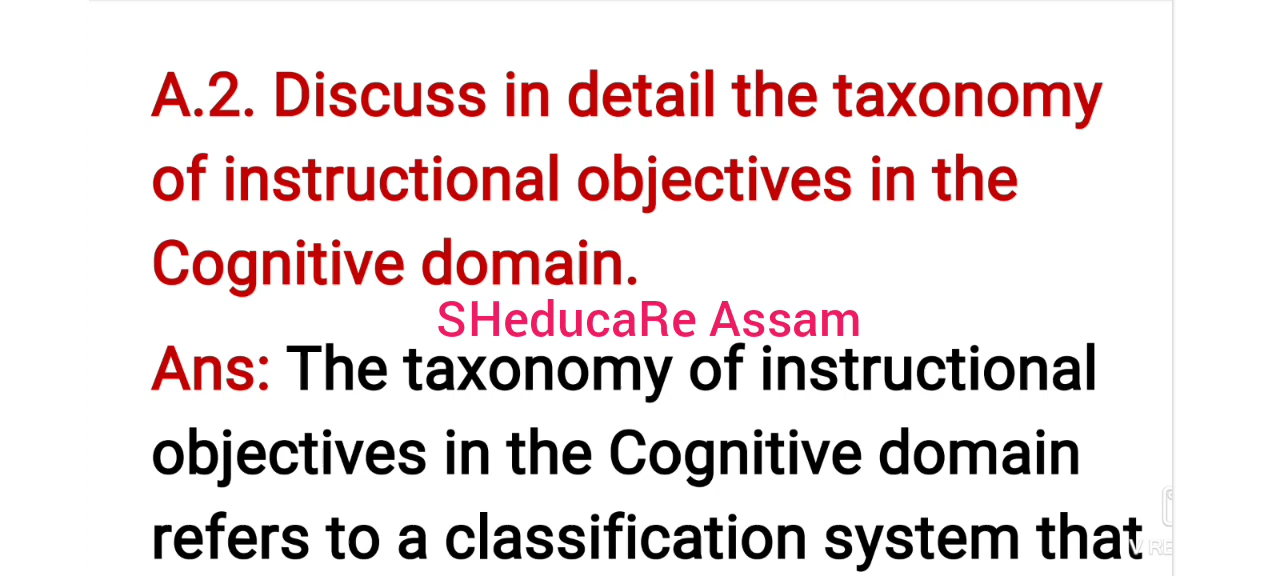 A.2. Discuss in detail the taxonomy
of instructional objectives in the
Cognitive domain.
SHeducaRe Assam
Ans: The taxonomy of instructional
objectives in the Cognitive domain
refers to a classification system that